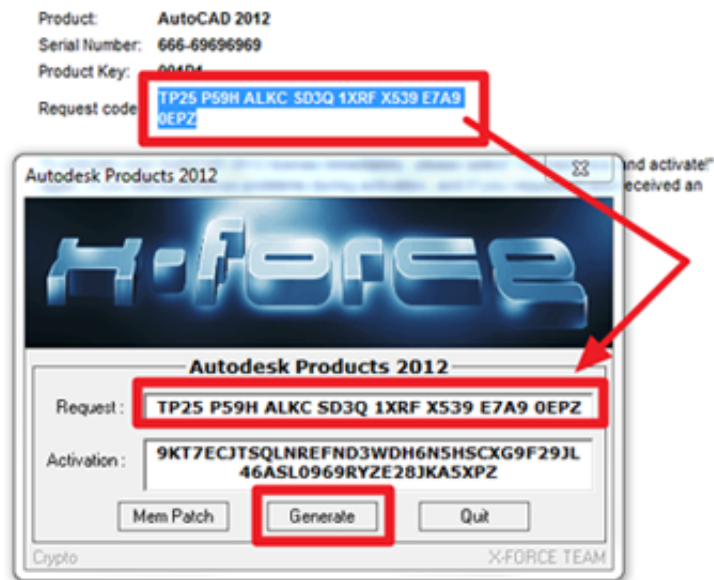 Product: AutoCAD 2012
Serial Number: 666-69696969
Product Key:
Request code TP25 P59H ALKC SD3Q 1XRF X539 E7A9
0EPZ
and activate!"
Autodesk Products 2012
eceived an
x-force
Autodesk Products 2012
Request : TP25 P59H ALKC SD3Q 1XRF X539 E7A9 0EPZ
Activation : 9KT7ECJTSQLNREFND3WDH6N5HSCXG9F29JL
46ASL0969RYZE28JKA5XPZ
Mem Patch Generate Quit
Crypto X-FORCE TEAM